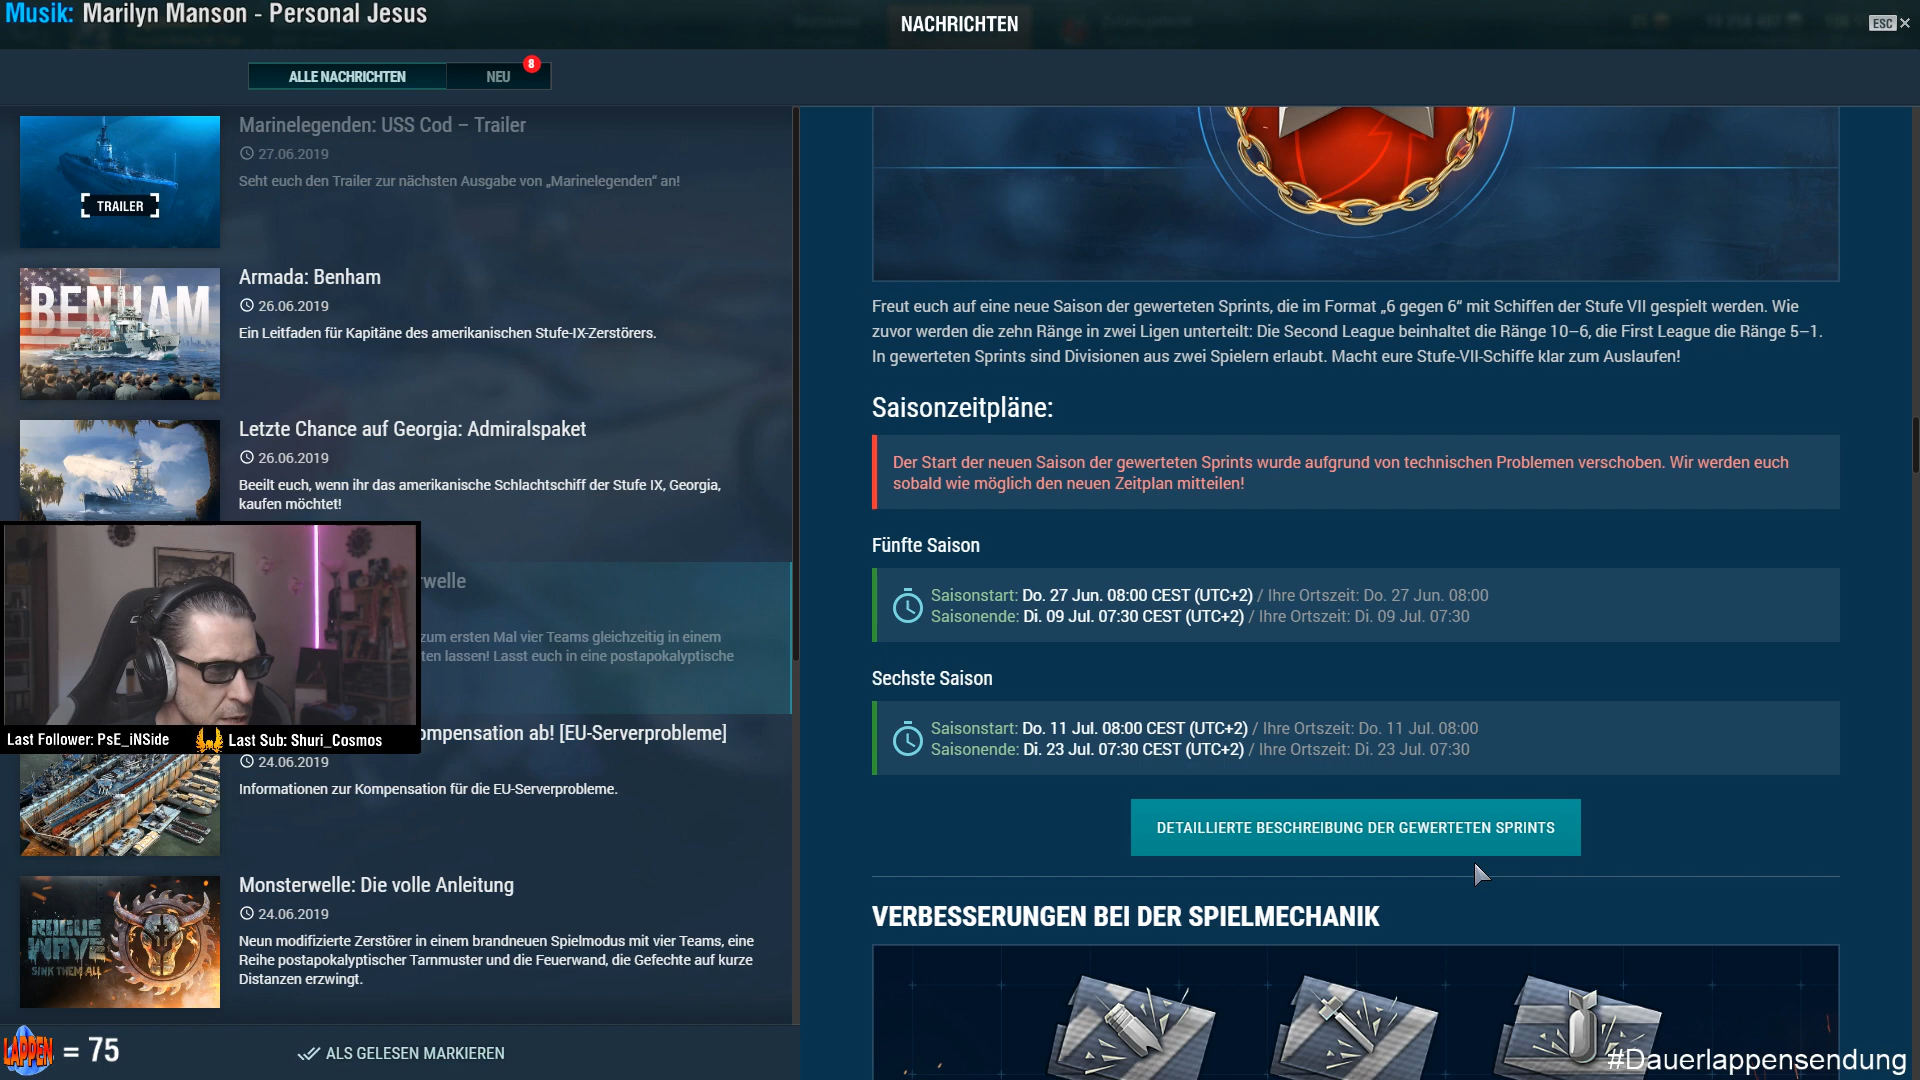 Musik: Marilyn Manson - Personal Jesus
NACHRICHTEN
ESC
ALLE NACHRICHTEN
NEU
8
Marinelegenden: USS Cod – Trailer
27.06.2019
Seht euch den Trailer zur nächsten Ausgabe von „Marinelegenden“ an!
TRAILER
BENHAM
Armada: Benham
26.06.2019
Ein Leitfaden für Kapitäne des amerikanischen Stufe-IX-Zerstörers.
Letzte Chance auf Georgia: Admiralspaket
26.06.2019
Beeilt euch, wenn ihr das amerikanische Schlachtschiff der Stufe IX, Georgia,
kaufen möchtet!
rwelle
zum ersten Mal vier Teams gleichzeitig in einem
ten lassen! Lasst euch in eine postapokalyptische
Last Follower: PsE_iNSide
Last Sub: Shuri_Cosmos
ompensation ab! [EU-Serverprobleme]
24.06.2019
Informationen zur Kompensation für die EU-Serverprobleme.
ROGUE
WAVE
SINK THEM ALL
Monsterwelle: Die volle Anleitung
24.06.2019
Neun modifizierte Zerstörer in einem brandneuen Spielmodus mit vier Teams, eine
Reihe postapokalyptischer Tarnmuster und die Feuerwand, die Gefechte auf kurze
Distanzen erzwingt.
LAPPEN = 75
ALS GELESEN MARKIEREN
Freut euch auf eine neue Saison der gewerteten Sprints, die im Format „6 gegen 6“ mit Schiffen der Stufe VII gespielt werden. Wie
zuvor werden die zehn Ränge in zwei Ligen unterteilt: Die Second League beinhaltet die Ränge 10–6, die First League die Ränge 5–1.
In gewerteten Sprints sind Divisionen aus zwei Spielern erlaubt. Macht eure Stufe-VII-Schiffe klar zum Auslaufen!
Saisonzeitpläne:
Der Start der neuen Saison der gewerteten Sprints wurde aufgrund von technischen Problemen verschoben. Wir werden euch
sobald wie möglich den neuen Zeitplan mitteilen!
Fünfte Saison
Saisonstart: Do. 27 Jun. 08:00 CEST (UTC+2) / Ihre Ortszeit: Do. 27 Jun. 08:00
Saisonende: Di. 09 Jul. 07:30 CEST (UTC+2) / Ihre Ortszeit: Di. 09 Jul. 07:30
Sechste Saison
Saisonstart: Do. 11 Jul. 08:00 CEST (UTC+2) / Ihre Ortszeit: Do. 11 Jul. 08:00
Saisonende: Di. 23 Jul. 07:30 CEST (UTC+2) / Ihre Ortszeit: Di. 23 Jul. 07:30
DETAILLIERTE BESCHREIBUNG DER GEWERTETEN SPRINTS
VERBESSERUNGEN BEI DER SPIELMECHANIK
#Dauerlappensendung